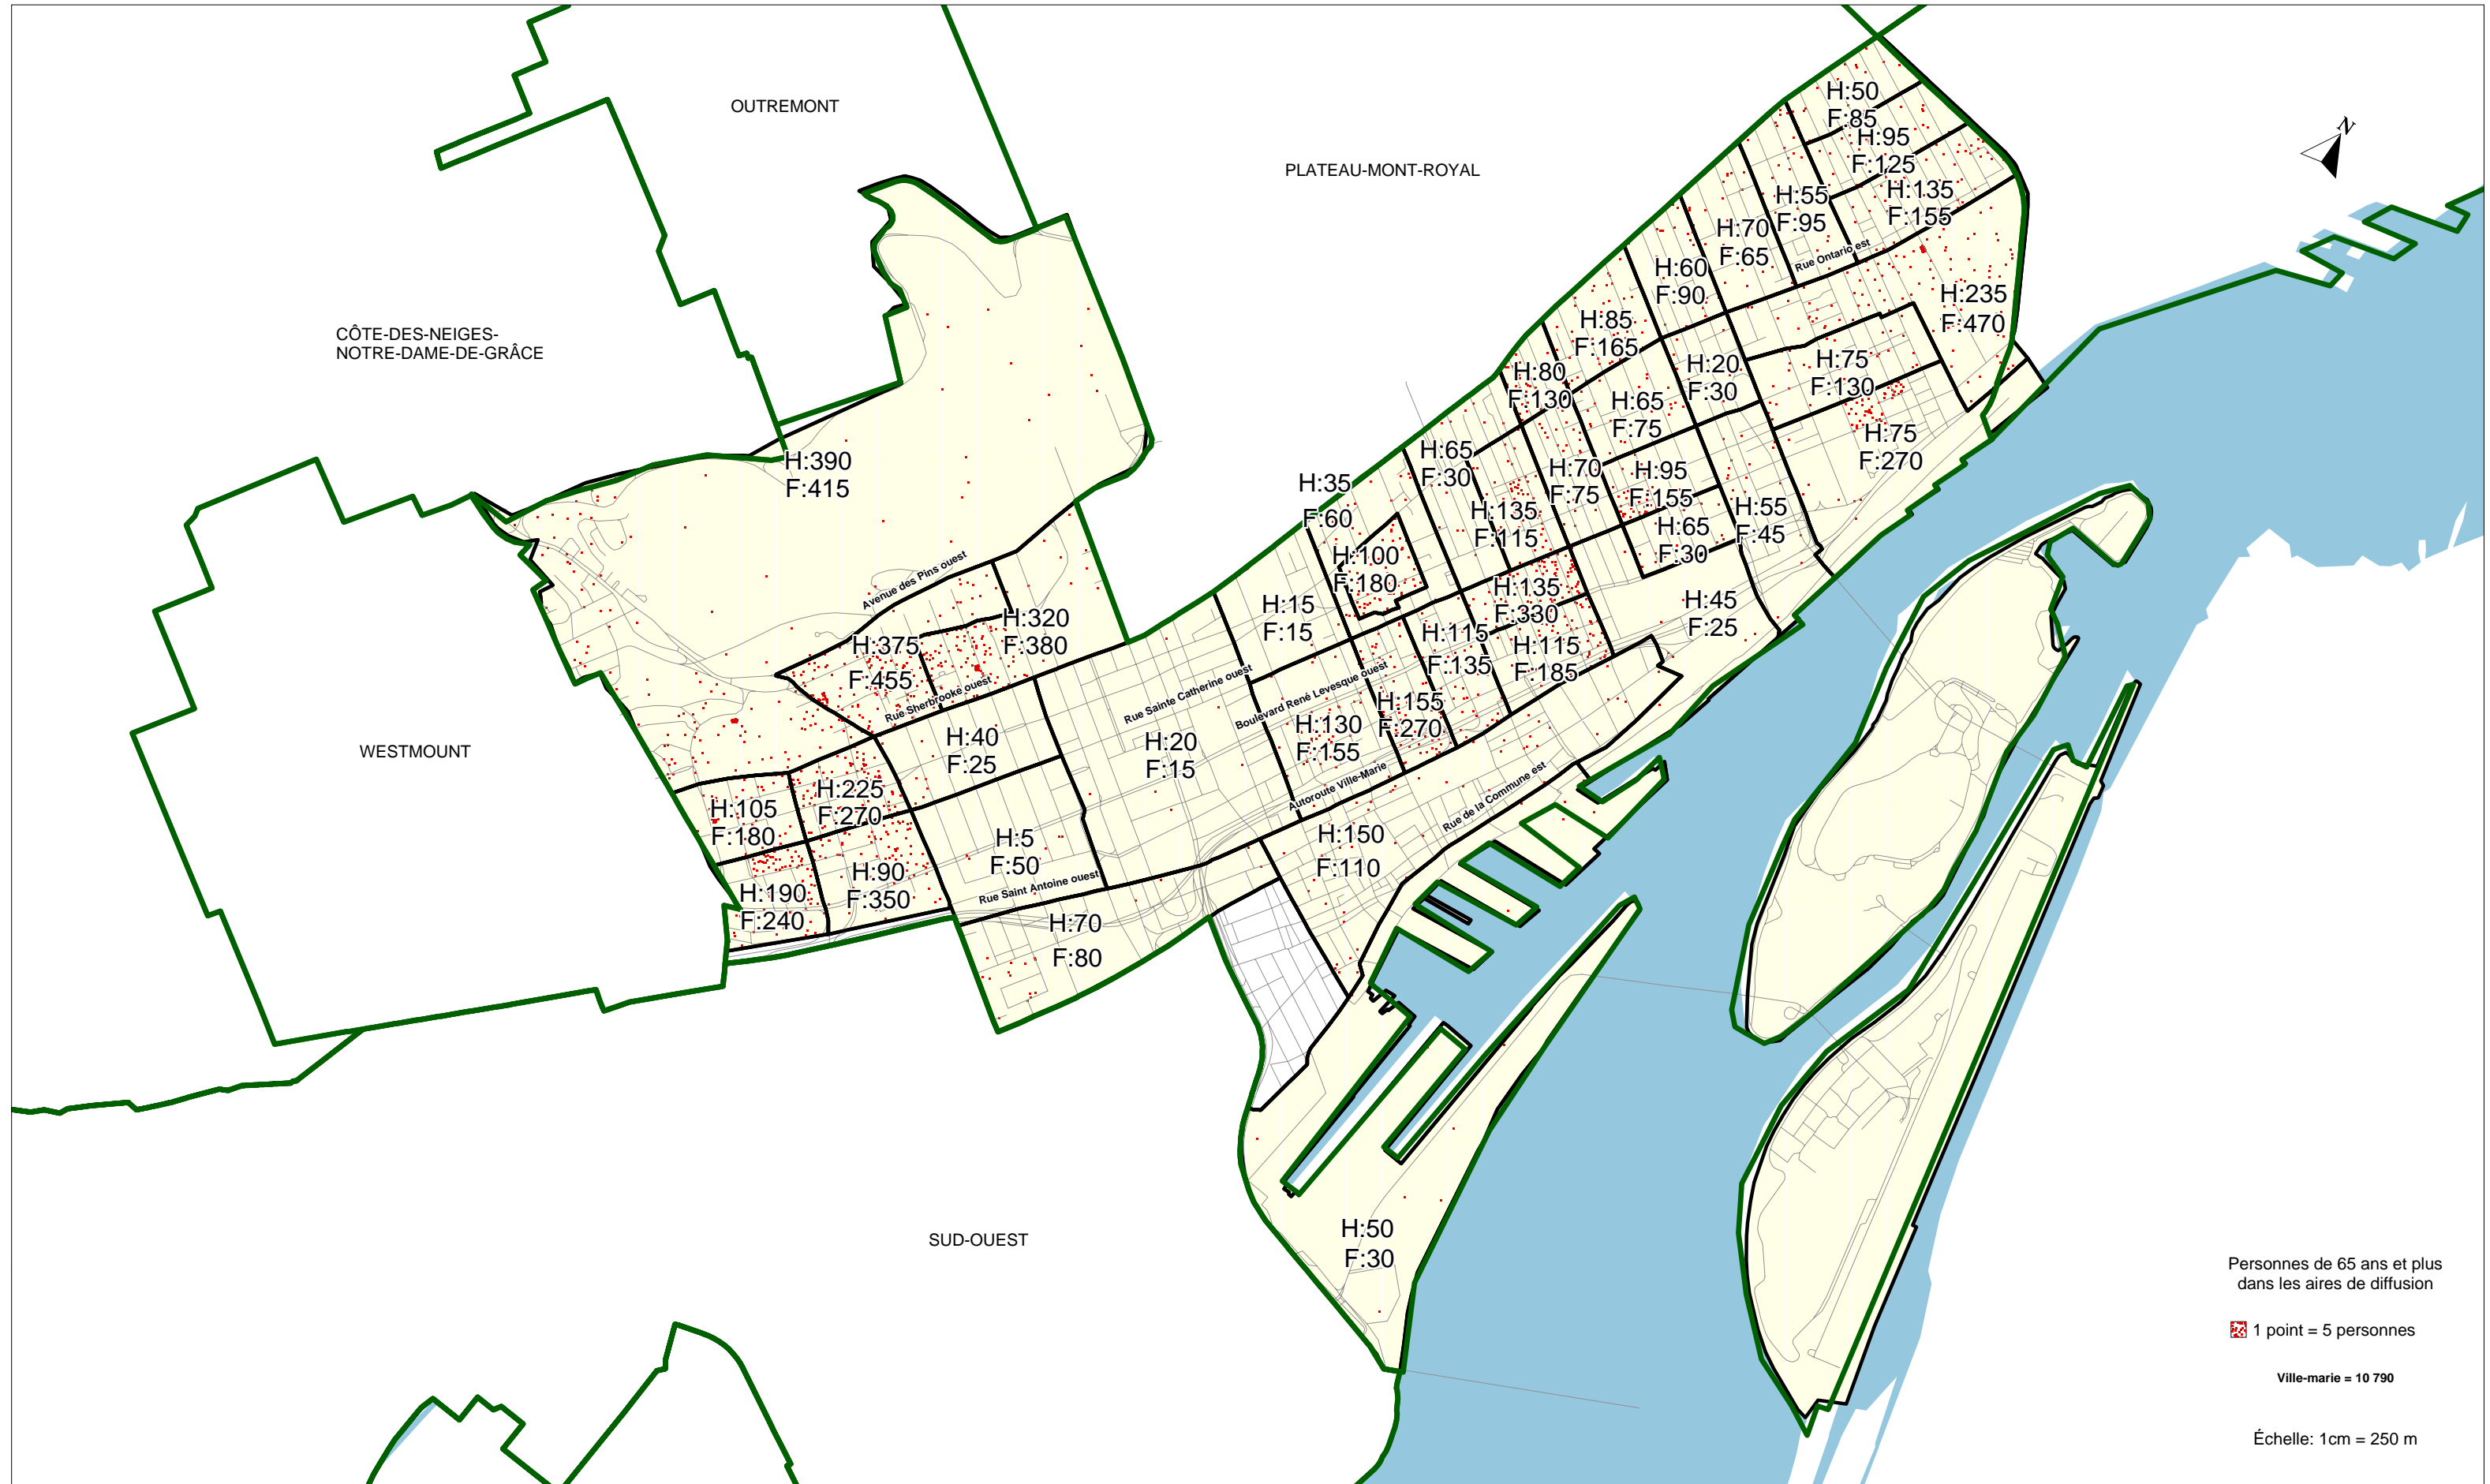 OUTREMONT
PLATEAU-MONT-ROYAL
N
CÔTE-DES-NEIGES-
NOTRE-DAME-DE-GRÂCE
WESTMOUNT
SUD-OUEST
H:50
F:85
H:95
F:125
H:135
F:155
H:55
F:95
H:70
F:65
Rue Ontario est
H:60
F:90
H:235
F:470
H:85
F:165
H:20
F:30
H:75
F:130
H:80
F:130
H:65
F:75
H:75
F:270
H:390
F:415
H:65
F:30
H:70
F:75
H:95
F:155
H:35
F:60
H:135
F:115
H:65
F:30
H:55
F:45
H:100
F:180
Avenue des Pins ouest
H:15
F:15
H:135
F:330
H:45
F:25
H:320
F:380
H:375
F:455
H:115
F:135
H:115
F:185
Rue Sherbrooke ouest
Rue Sainte Catherine ouest
Boulevard René Levesque ouest
H:155
F:270
H:130
F:155
H:40
F:25
H:20
F:15
Autoroute Ville-Marie
Rue de la Commune est
H:105
F:180
H:225
F:270
H:5
F:50
H:150
F:110
H:190
F:240
H:90
F:350
Rue Saint Antoine ouest
H:70
F:80
H:50
F:30
Personnes de 65 ans et plus
dans les aires de diffusion
1 point = 5 personnes
Ville-marie = 10 790
Échelle: 1cm = 250 m